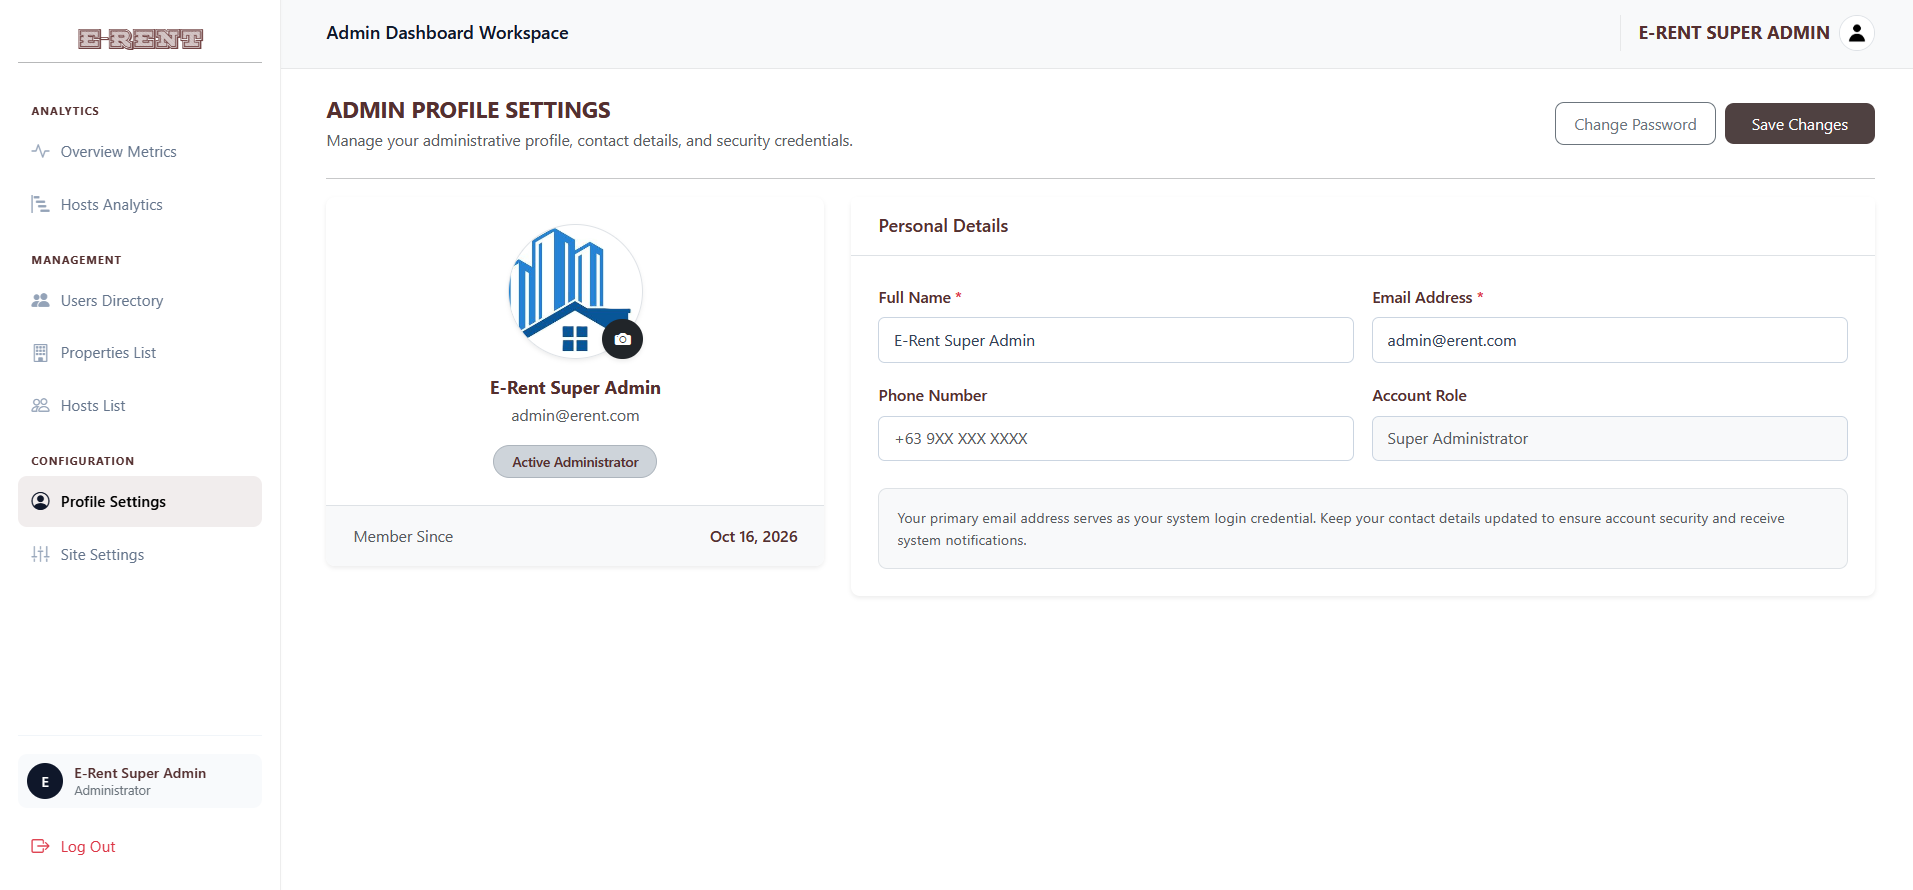 E-RENT
ANALYTICS
Overview Metrics
Hosts Analytics
MANAGEMENT
Users Directory
Properties List
Hosts List
CONFIGURATION
Profile Settings
Site Settings
E
E-Rent Super Admin
Administrator
Log Out
Admin Dashboard Workspace
E-RENT SUPER ADMIN
ADMIN PROFILE SETTINGS
Manage your administrative profile, contact details, and security credentials.
Change Password
Save Changes
E-Rent Super Admin
admin@erent.com
Active Administrator
Member Since
Oct 16, 2026
Personal Details
Full Name *
E-Rent Super Admin
Email Address *
admin@erent.com
Phone Number
+63 9XX XXX XXXX
Account Role
Super Administrator
Your primary email address serves as your system login credential. Keep your contact details updated to ensure account security and receive
system notifications.